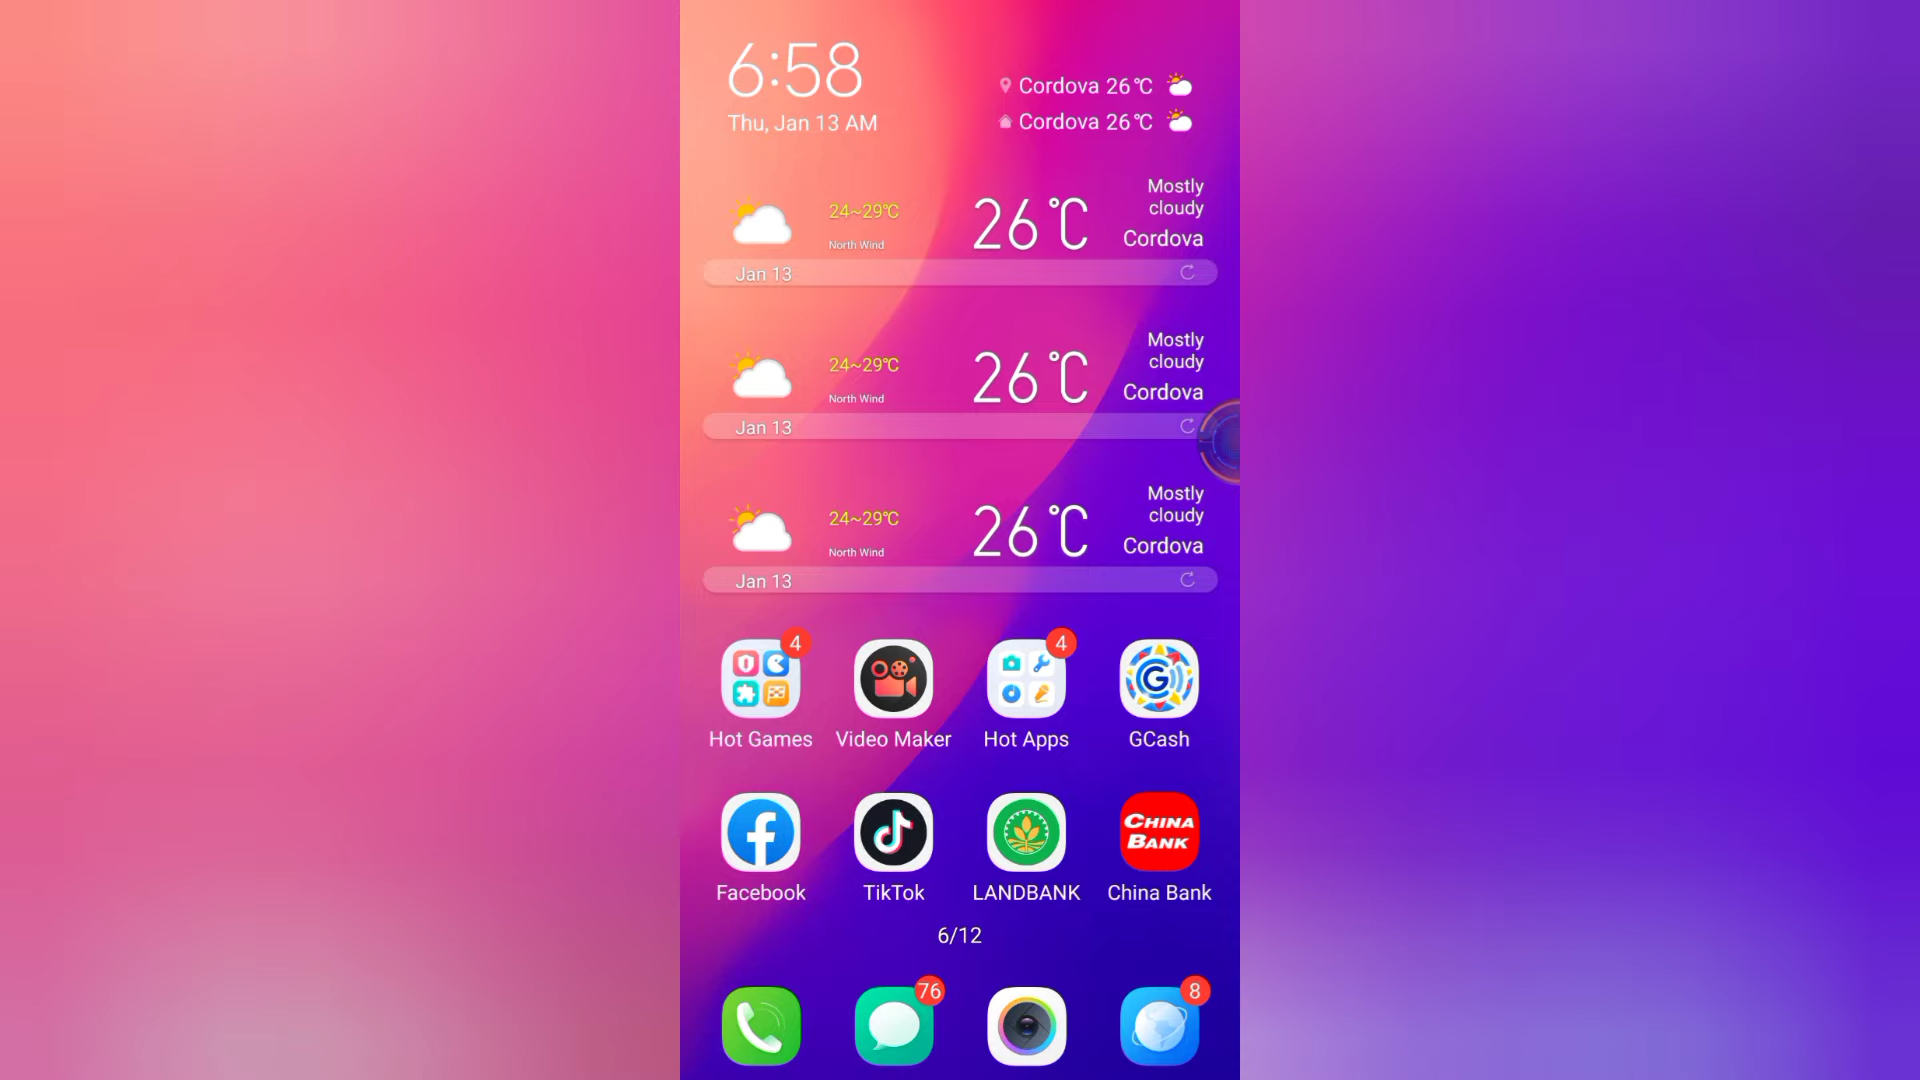 6:58
Thu, Jan 13 AM
Cordova 26℃
Cordova 26℃
24~29℃
North Wind
26℃
Mostly
cloudy
Cordova
Jan 13
24~29℃
North Wind
26℃
Mostly
cloudy
Cordova
Jan 13
24~29℃
North Wind
26℃
Mostly
cloudy
Cordova
Jan 13
4
4
G
Hot Games
Video Maker
Hot Apps
GCash
CHINA
BANK
Facebook
TikTok
LANDBANK
China Bank
6/12
76
8